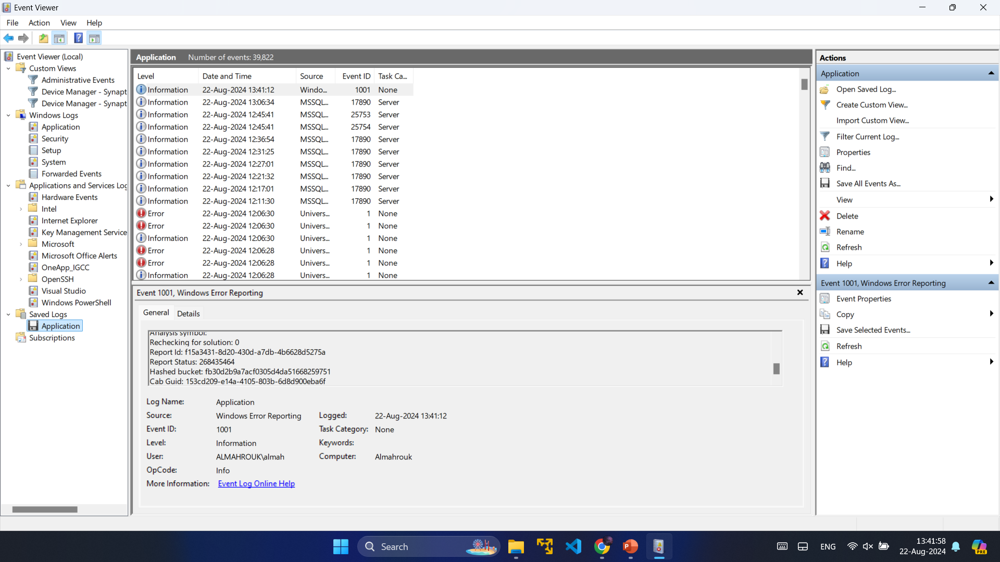 Event Viewer
File Action View Help
Event Viewer (Local)
Custom Views
Administrative Events
Device Manager - Synapt
Device Manager - Synapt
Windows Logs
Application
Security
Setup
System
Forwarded Events
Applications and Services Log
Hardware Events
Intel
Internet Explorer
Key Management Service
Microsoft
Microsoft Office Alerts
OneApp_IGCC
OpenSSH
Visual Studio
Windows PowerShell
Saved Logs
Application
Subscriptions
Application Number of events: 39,822
Level Date and Time Source Event ID Task Ca...
Information 22-Aug-2024 13:41:12 Windo... 1001 None
Information 22-Aug-2024 13:06:34 MSSQL... 17890 Server
Information 22-Aug-2024 12:45:41 MSSQL... 25753 Server
Information 22-Aug-2024 12:45:41 MSSQL... 25754 Server
Information 22-Aug-2024 12:36:54 MSSQL... 17890 Server
Information 22-Aug-2024 12:31:25 MSSQL... 17890 Server
Information 22-Aug-2024 12:27:01 MSSQL... 17890 Server
Information 22-Aug-2024 12:21:32 MSSQL... 17890 Server
Information 22-Aug-2024 12:17:01 MSSQL... 17890 Server
Information 22-Aug-2024 12:11:30 MSSQL... 17890 Server
Error 22-Aug-2024 12:06:30 Univers... 1 None
Error 22-Aug-2024 12:06:30 Univers... 1 None
Information 22-Aug-2024 12:06:30 Univers... 1 None
Error 22-Aug-2024 12:06:28 Univers... 1 None
Error 22-Aug-2024 12:06:28 Univers... 1 None
Information 22-Aug-2024 12:06:28 Univers... 1 None
Event 1001, Windows Error Reporting
General Details
Analysis symbol:
Rechecking for solution: 0
Report Id: f15a3431-8d20-430d-a7db-4b6628d5275a
Report Status: 268435464
Hashed bucket: fb30d2b9a7acf0305d4da51668259751
Cab Guid: 153cd209-e14a-4105-803b-6d8d900eba6f
Log Name: Application
Source: Windows Error Reporting Logged: 22-Aug-2024 13:41:12
Event ID: 1001 Task Category: None
Level: Information Keywords:
User: ALMAHROUK\almah Computer: Almahrouk
OpCode: Info
More Information: Event Log Online Help
Actions
Application
Open Saved Log...
Create Custom View...
Import Custom View...
Filter Current Log...
Properties
Find...
Save All Events As...
View
Delete
Rename
Refresh
Help
Event 1001, Windows Error Reporting
Event Properties
Copy
Save Selected Events...
Refresh
Help
Search
P
ENG
13:41:58
22-Aug-2024
PRE